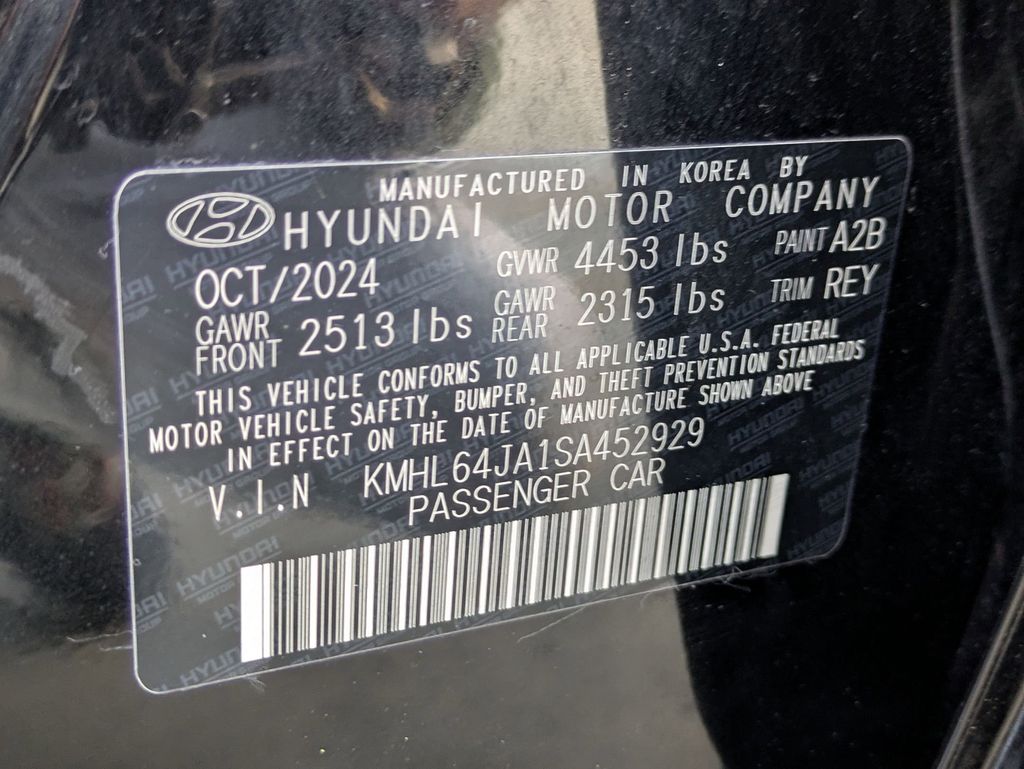 MANUFACTURED IN KOREA BY
HYUNDAI MOTOR COMPANY
OCT/2024 GVWR 4453 lbs PAINT A2B
GAWR FRONT 2513 lbs GAWR REAR 2315 lbs TRIM REY
THIS VEHICLE CONFORMS TO ALL APPLICABLE U.S.A. FEDERAL
MOTOR VEHICLE SAFETY, BUMPER, AND THEFT PREVENTION STANDARDS
IN EFFECT ON THE DATE OF MANUFACTURE SHOWN ABOVE
V.I.N KMHL64JA1SA452929
PASSENGER CAR